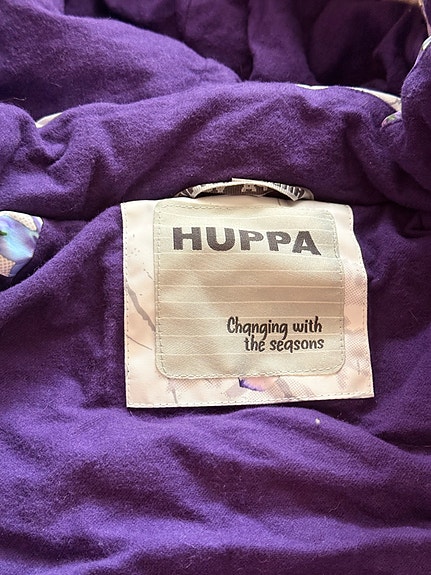 HUPPA
Changing with
the seasons